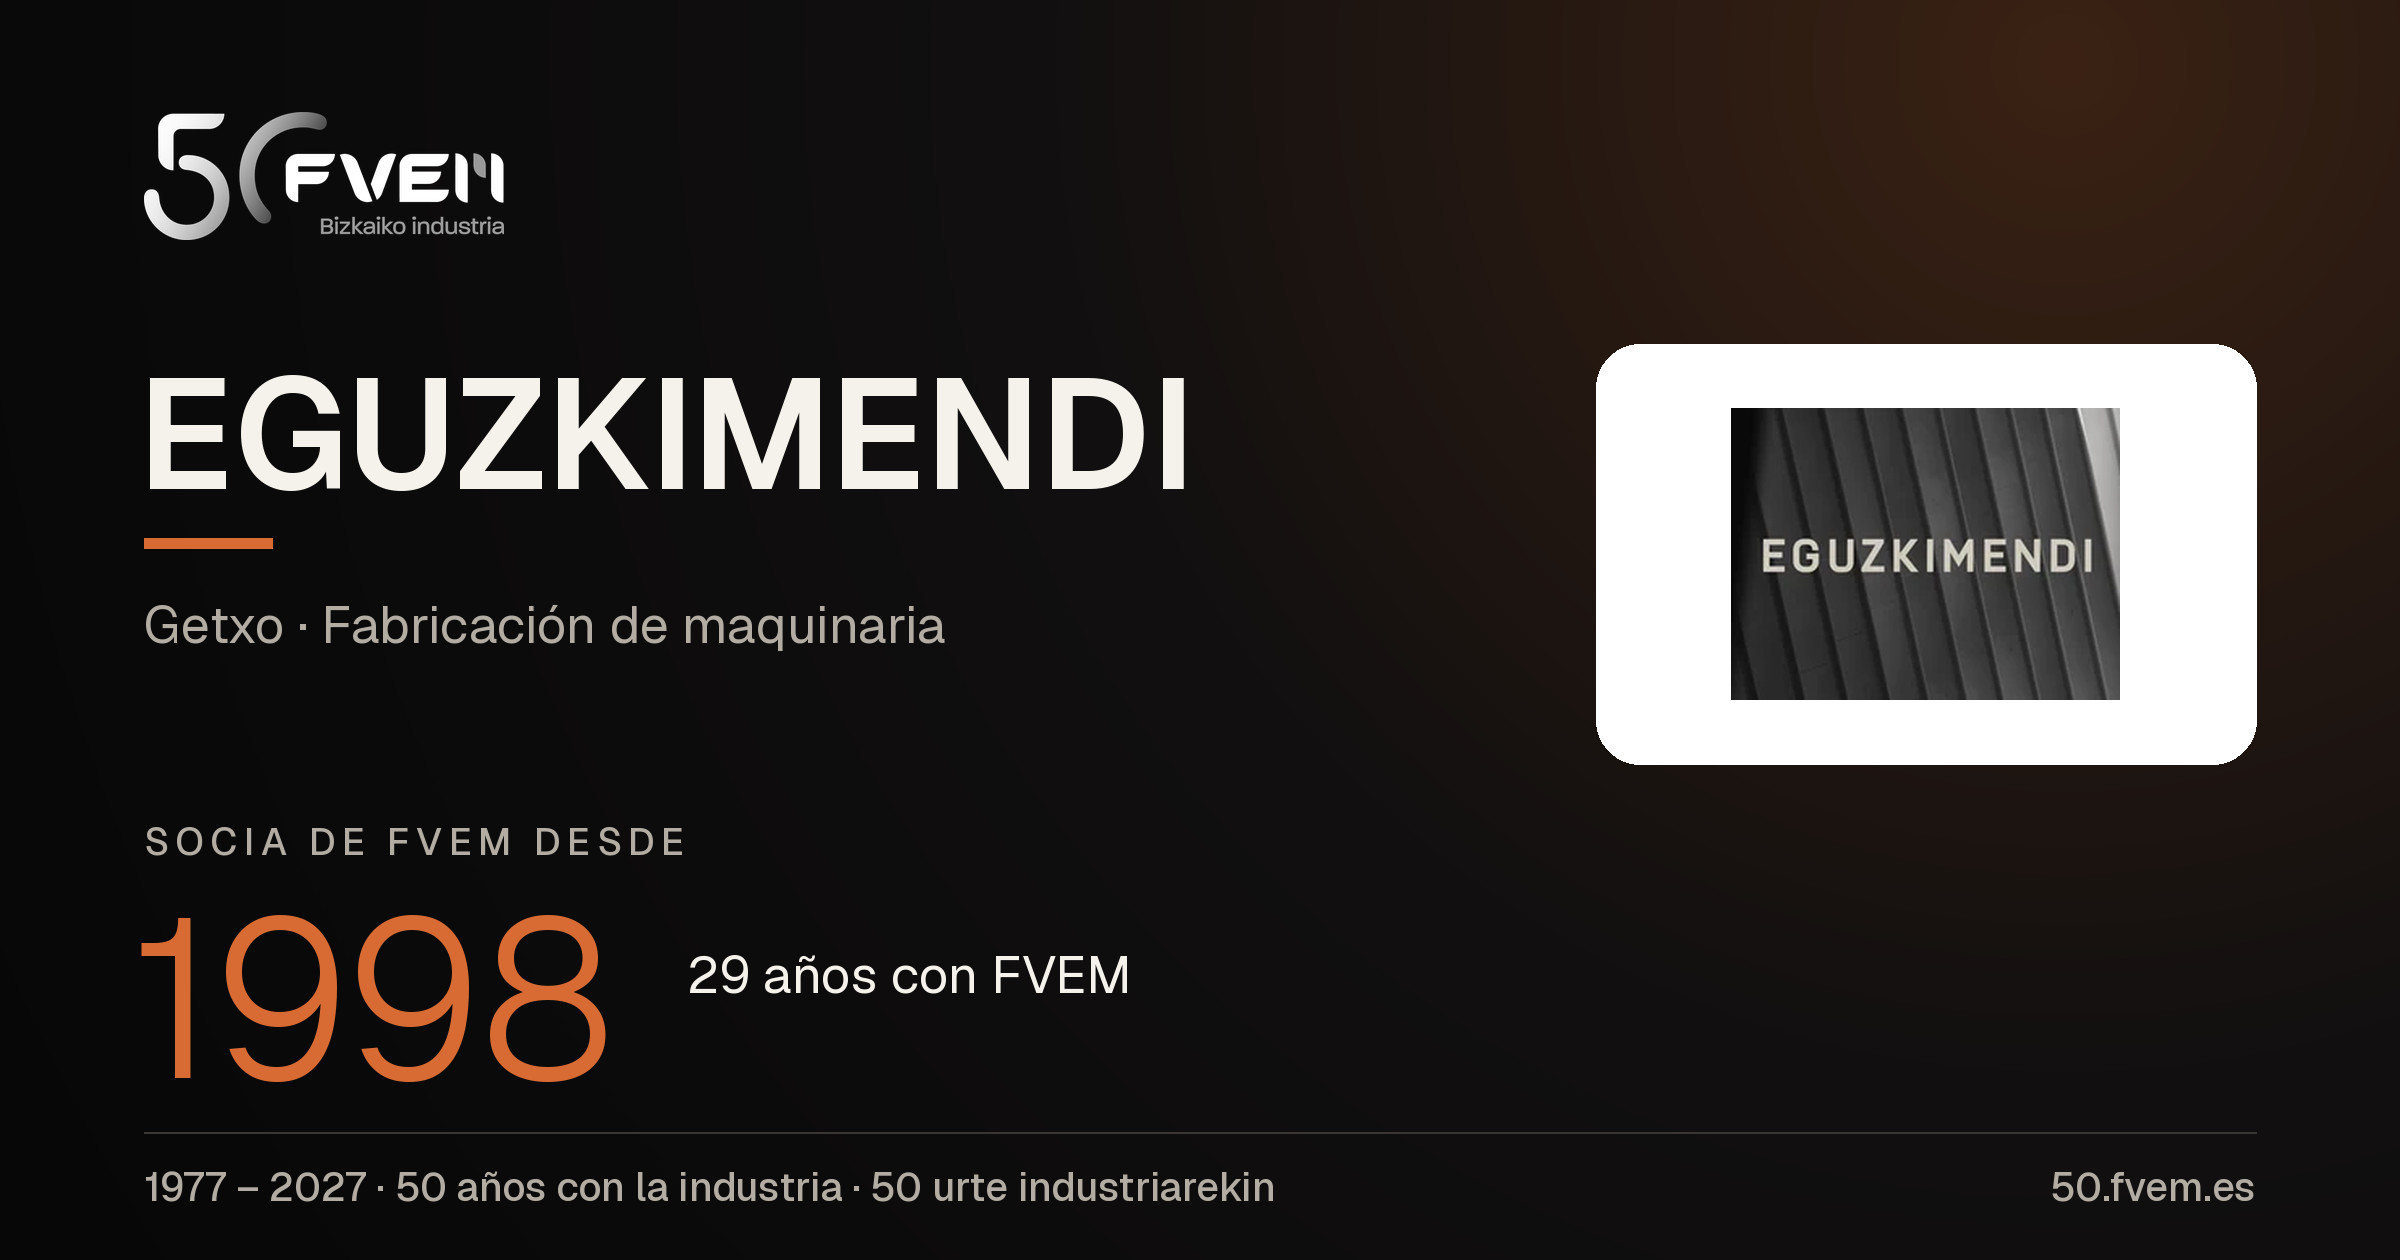 50 FVEM
Bizkaiko industria
EGUZKIMENDI
Getxo · Fabricación de maquinaria
EGUZKIMENDI
SOCIA DE FVEM DESDE
1998
29 años con FVEM
1977 – 2027 · 50 años con la industria · 50 urte industriarekin
50.fvem.es